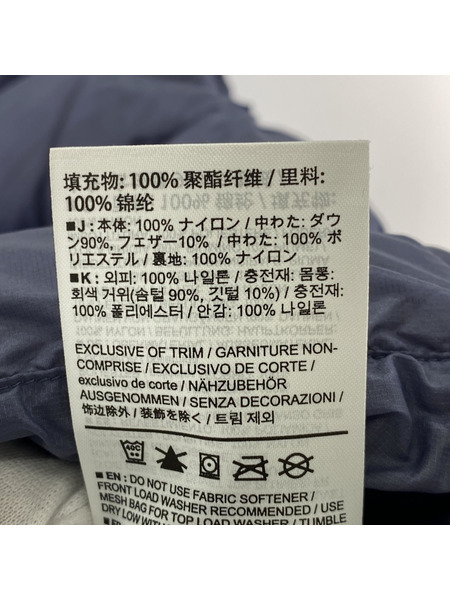 填充物: 100% 聚酯纤维 / 里料:
100% 锦纶
■ J : 本体: 100% ナイロン / 中わた: ダウ
ン90%, フェザー10% / 中わた: 100% ポ
リエステル / 裏地: 100% ナイロン
■ K : 외피: 100% 나일론 / 충전재: 몸통:
회색 거위(솜털 90%, 깃털 10%) / 충전재:
100% 폴리에스터 / 안감: 100% 나일론
EXCLUSIVE OF TRIM / GARNITURE NON-
COMPRISE / EXCLUSIVO DE CORTE /
exclusivo de corte / NÄHZUBEHÖR
AUSGENOMMEN / SENZA DECORAZIONI /
饰边除外 / 装飾を除く / 트림 제외
40C
■ EN : DO NOT USE FABRIC SOFTENER /
FRONT LOAD WASHER RECOMMENDED / USE
MESH BAG FOR TOP LOAD WASHER / TUMBLE
DRY LOW WITH